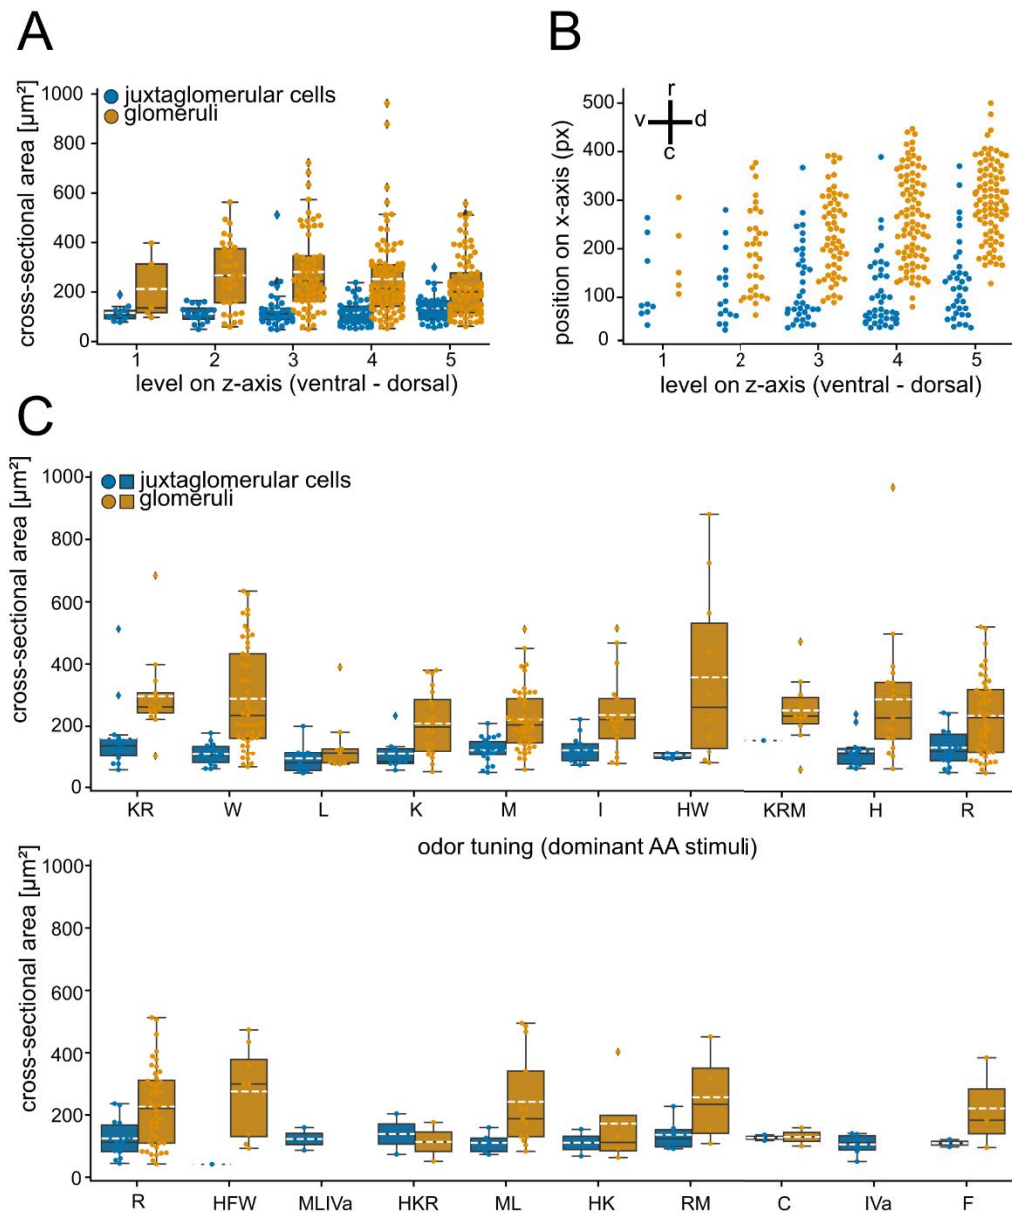 A
B
cross-sectional area [µm²]
juxtaglomerular cells
glomeruli
1000
800
600
400
200
0
1 2 3 4 5
level on z-axis (ventral - dorsal)
position on x-axis (px)
r
v d
c
500
400
300
200
100
0
1 2 3 4 5
level on z-axis (ventral - dorsal)
C
cross-sectional area [µm²]
juxtaglomerular cells
glomeruli
1000
800
600
400
200
0
KR W L K M I HW KRM H R
odor tuning (dominant AA stimuli)
cross-sectional area [µm²]
1000
800
600
400
200
0
R HFW MLIVa HKR ML HK RM C IVa F